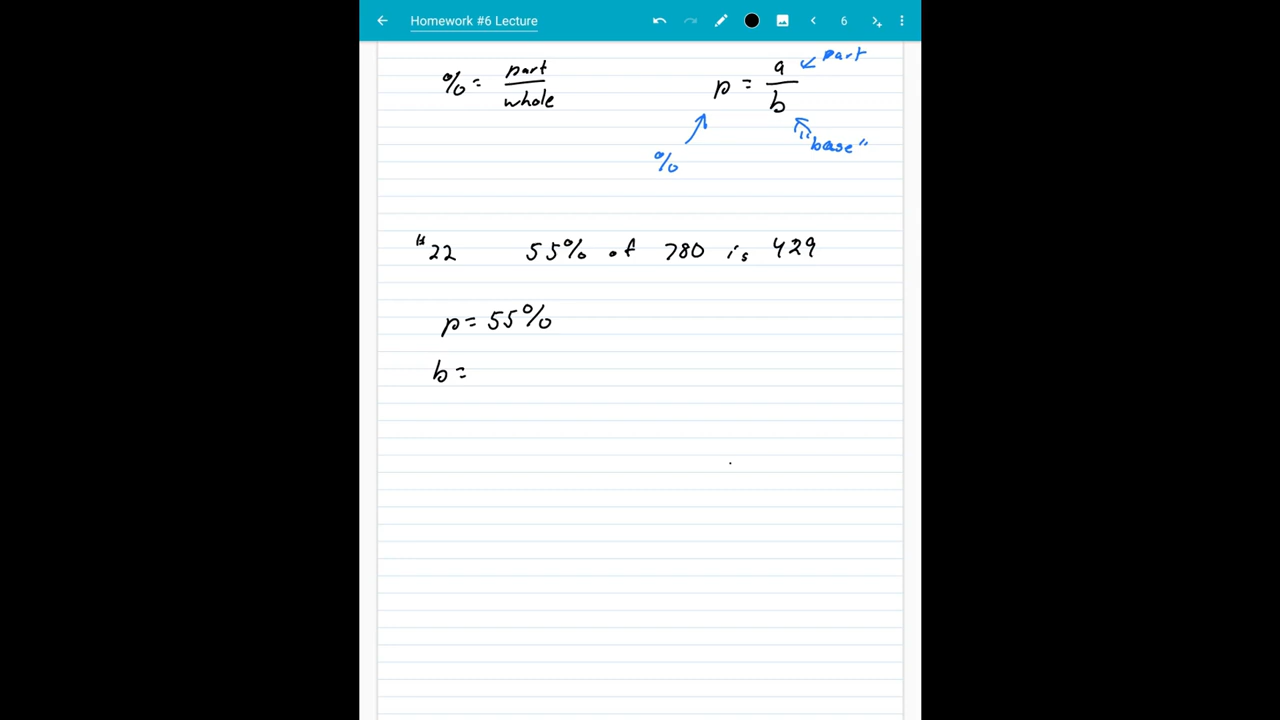 Homework #6 Lecture
6
% = part/whole
p = a/b
part
"base"
%
#22 55% of 780 is 429
p = 55%
b =